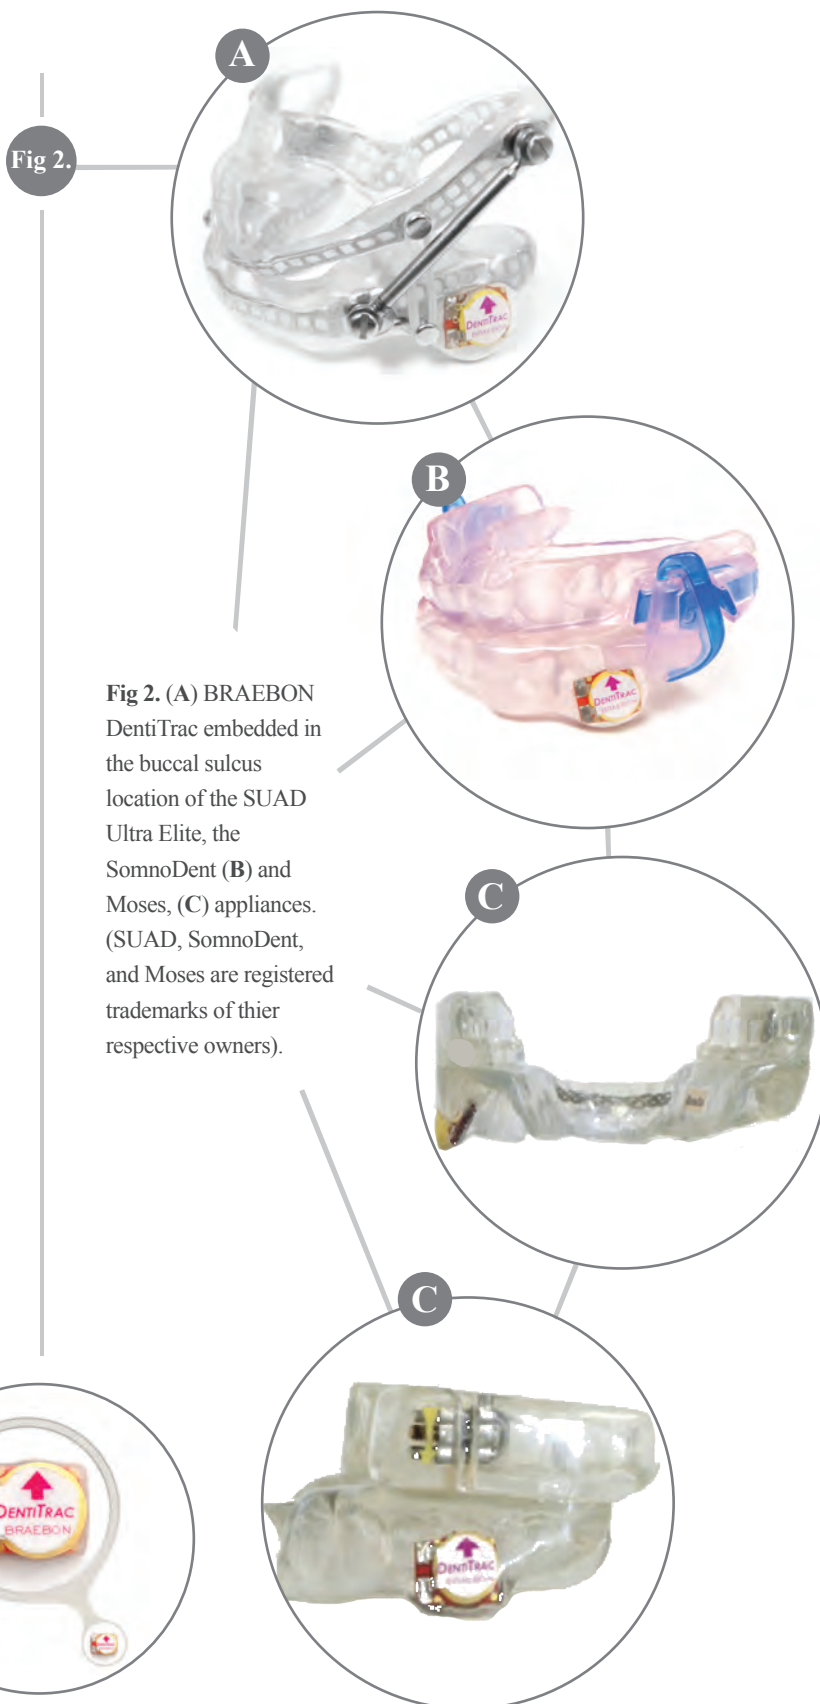 A
Fig 2.
DENTITRAC
B
DENTITRAC
Fig 2. (A) BRAEBON
DentiTrac embedded in
the buccal sulcus
location of the SUAD
Ultra Elite, the
SomnoDent (B) and
Moses, (C) appliances.
(SUAD, SomnoDent,
and Moses are registered
trademarks of thier
respective owners).
C
C
DENTITRAC
BRAEBON
DENTITRAC